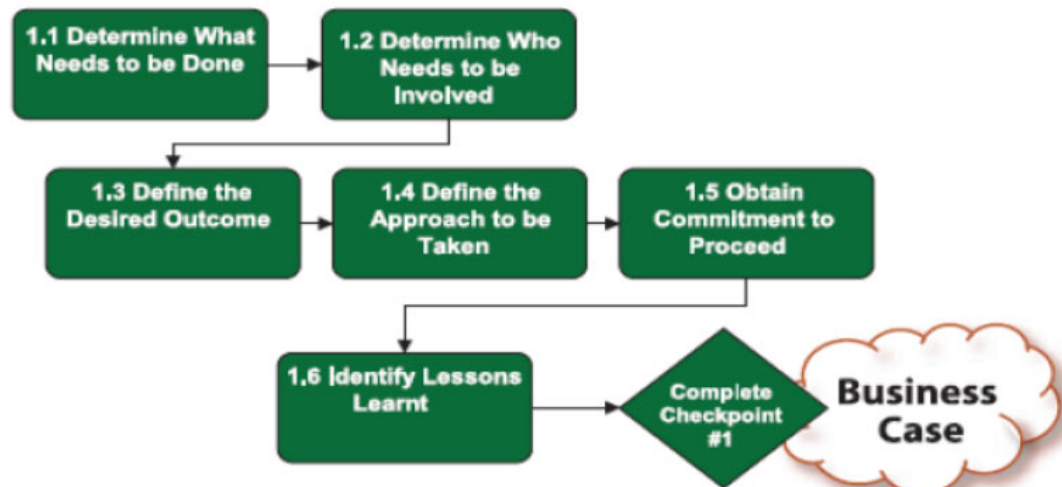 1.1 Determine What
Needs to be Done
1.2 Determine Who
Needs to be
Involved
1.3 Define the
Desired Outcome
1.4 Define the
Approach to be
Taken
1.5 Obtain
Commitment to
Proceed
1.6 Identify Lessons
Learnt
Complete
Checkpoint
#1
Business
Case